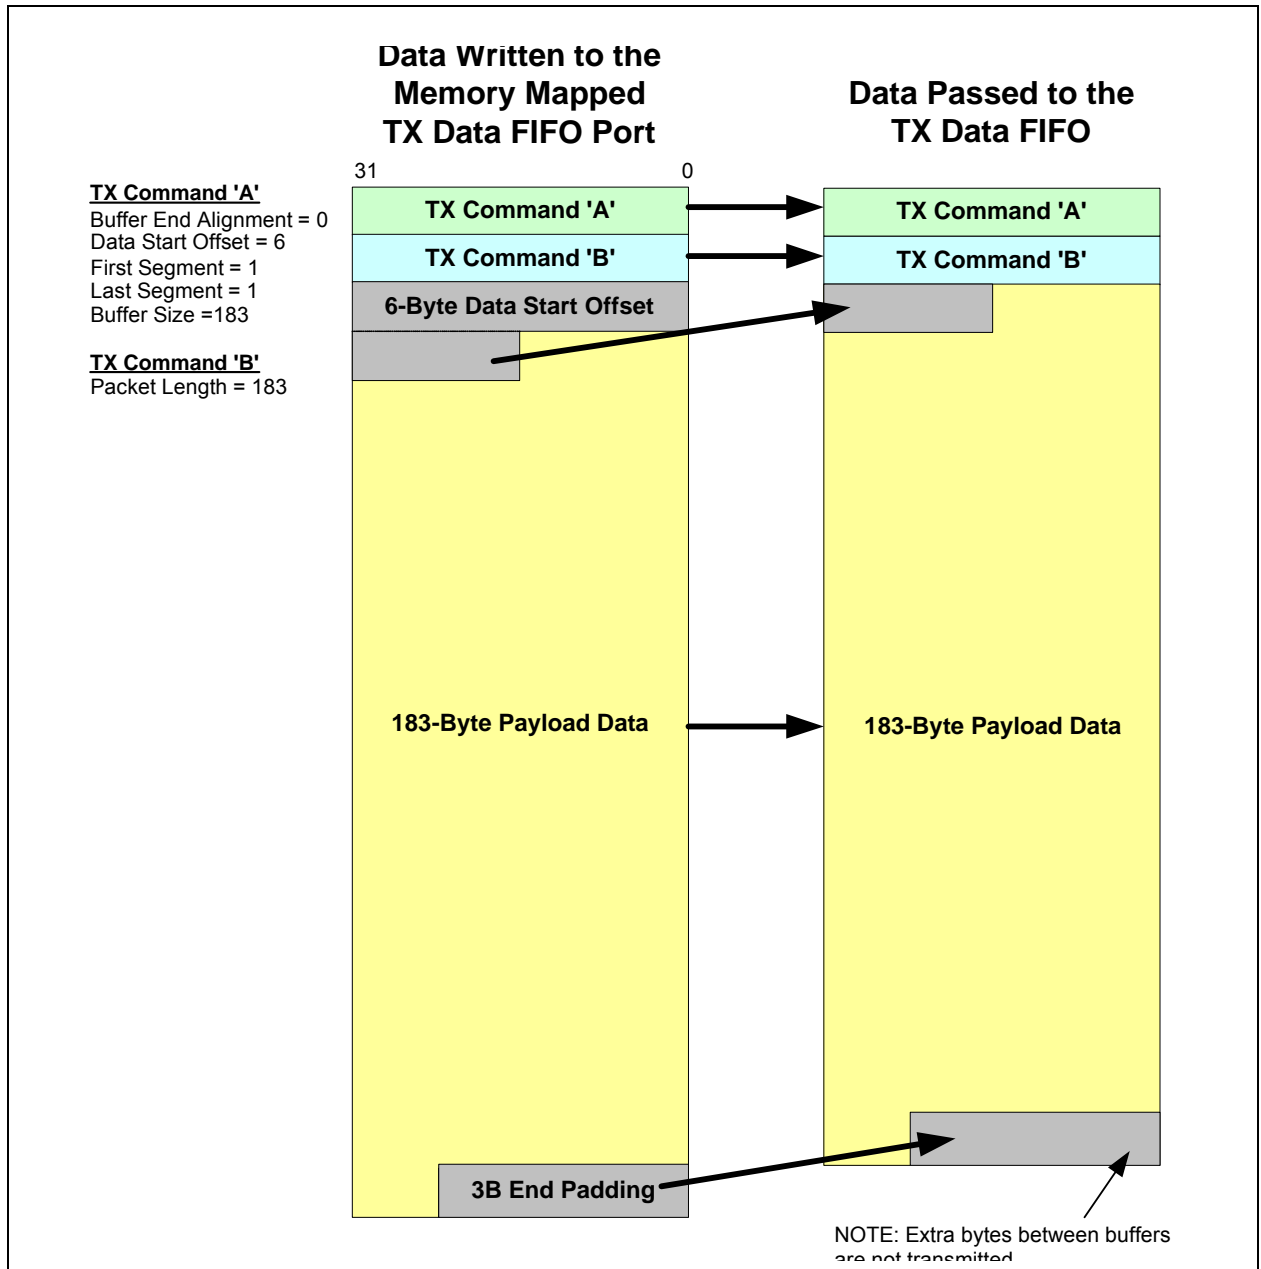 Data Written to the
Memory Mapped
TX Data FIFO Port
Data Passed to the
TX Data FIFO
31
0
TX Command 'A'
Buffer End Alignment = 0
Data Start Offset = 6
First Segment = 1
Last Segment = 1
Buffer Size =183
TX Command 'B'
Packet Length = 183
TX Command 'A'
TX Command 'B'
6-Byte Data Start Offset
183-Byte Payload Data
3B End Padding
TX Command 'A'
TX Command 'B'
183-Byte Payload Data
NOTE: Extra bytes between buffers
are not transmitted